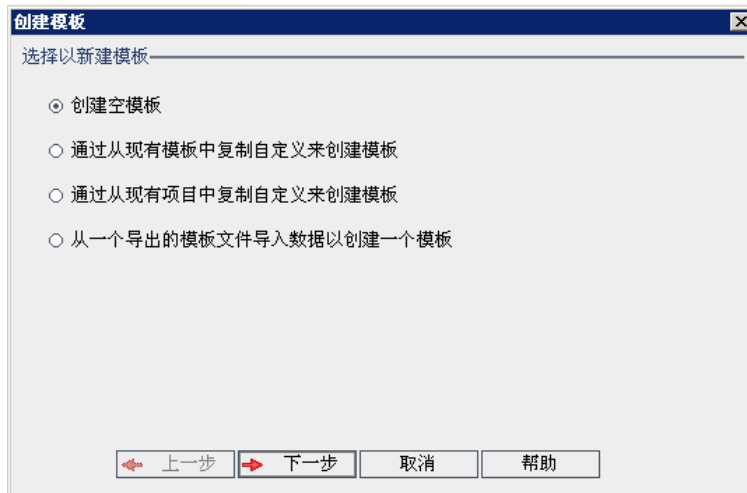 创建模板
选择以新建模板
创建空模板
通过从现有模板中复制自定义来创建模板
通过从现有项目中复制自定义来创建模板
从一个导出的模板文件导入数据以创建一个模板
上一步 下一步 取消 帮助